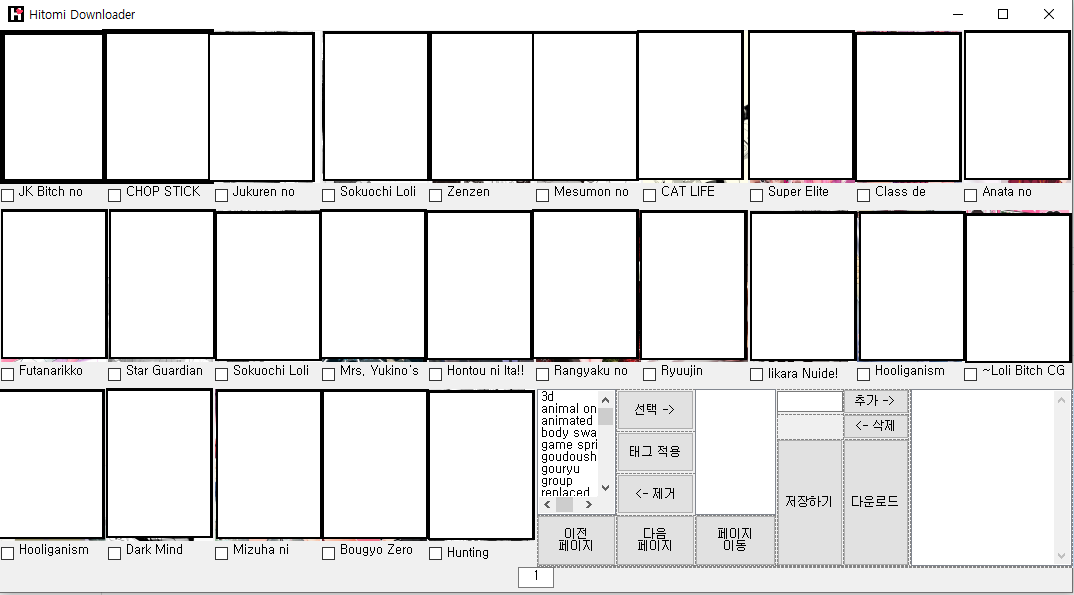 Hitomi Downloader
JK Bitch no
CHOP STICK
Jukuren no
Sokuochi Loli
Zenzen
Mesumon no
CAT LIFE
Super Elite
Class de
Anata no
Futanarikko
Star Guardian
Sokuochi Loli
Mrs. Yukino's
Hontou ni Ita!!
Rangyaku no
Ryuujin
Iikara Nuide!
Hooliganism
~Loli Bitch CG
Hooliganism
Dark Mind
Mizuha ni
Bougyo Zero
Hunting
3d
animal on
animated
body swa
game spri
goudoush
gouryu
group
replaced
선택 ->
태그 적용
<- 제거
추가 ->
<- 삭제
저장하기
다운로드
이전
페이지
다음
페이지
페이지
이동
1